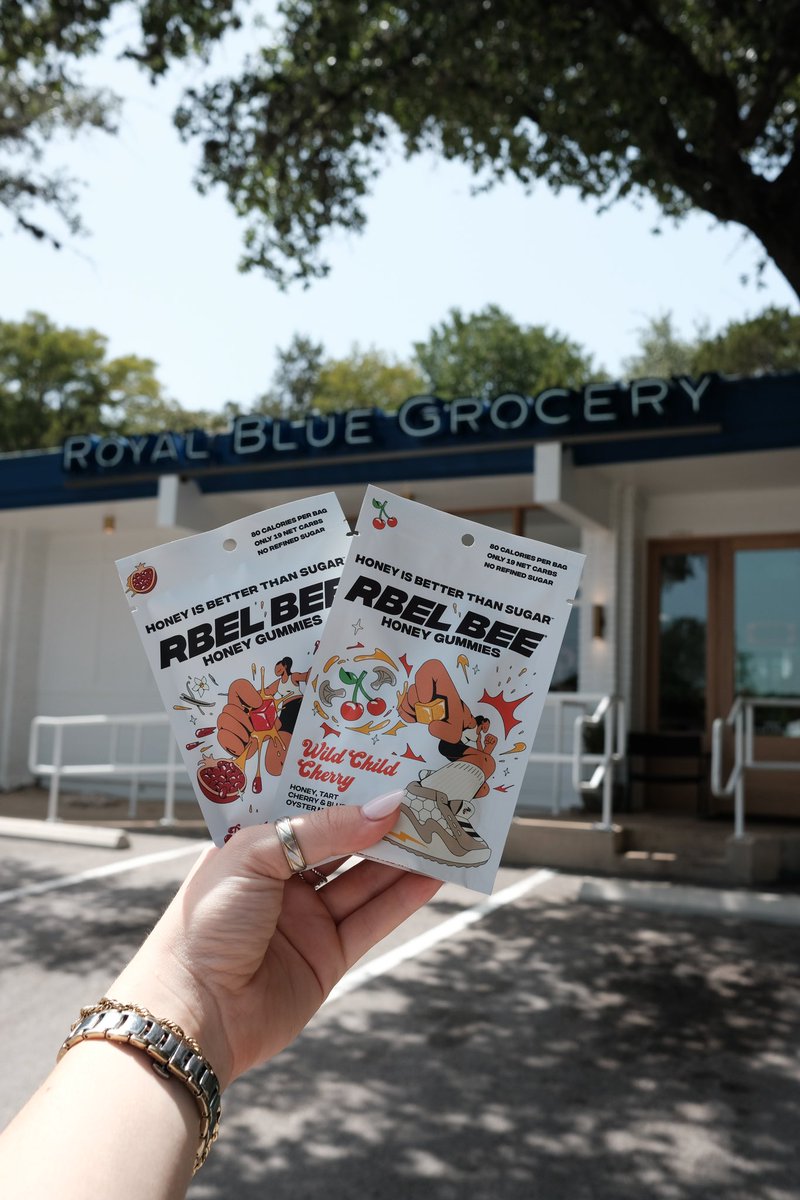 ROYAL BLUE GROCERY
80 CALORIES PER BAG
ONLY 19 NET CARBS
NO REFINED SUGAR
HONEY IS BETTER THAN SUGAR
RBEL BEE
HONEY GUMMIES
80 CALORIES PER BAG
ONLY 19 NET CARBS
NO REFINED SUGAR
HONEY IS BETTER THAN SUGAR™
RBEL BEE
HONEY GUMMIES
Wild Child
Cherry
HONEY, TART
CHERRY &
OYSTER